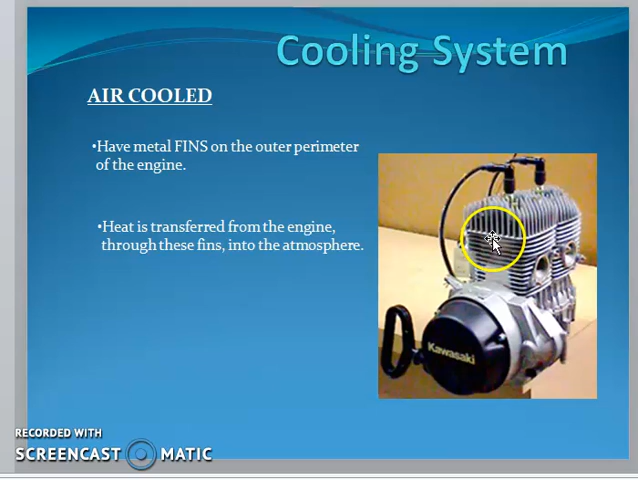 Cooling System
AIR COOLED
•Have metal FINS on the outer perimeter
of the engine.
•Heat is transferred from the engine,
through these fins, into the atmosphere.
Kawasaki
RECORDED WITH
SCREENCAST MATIC